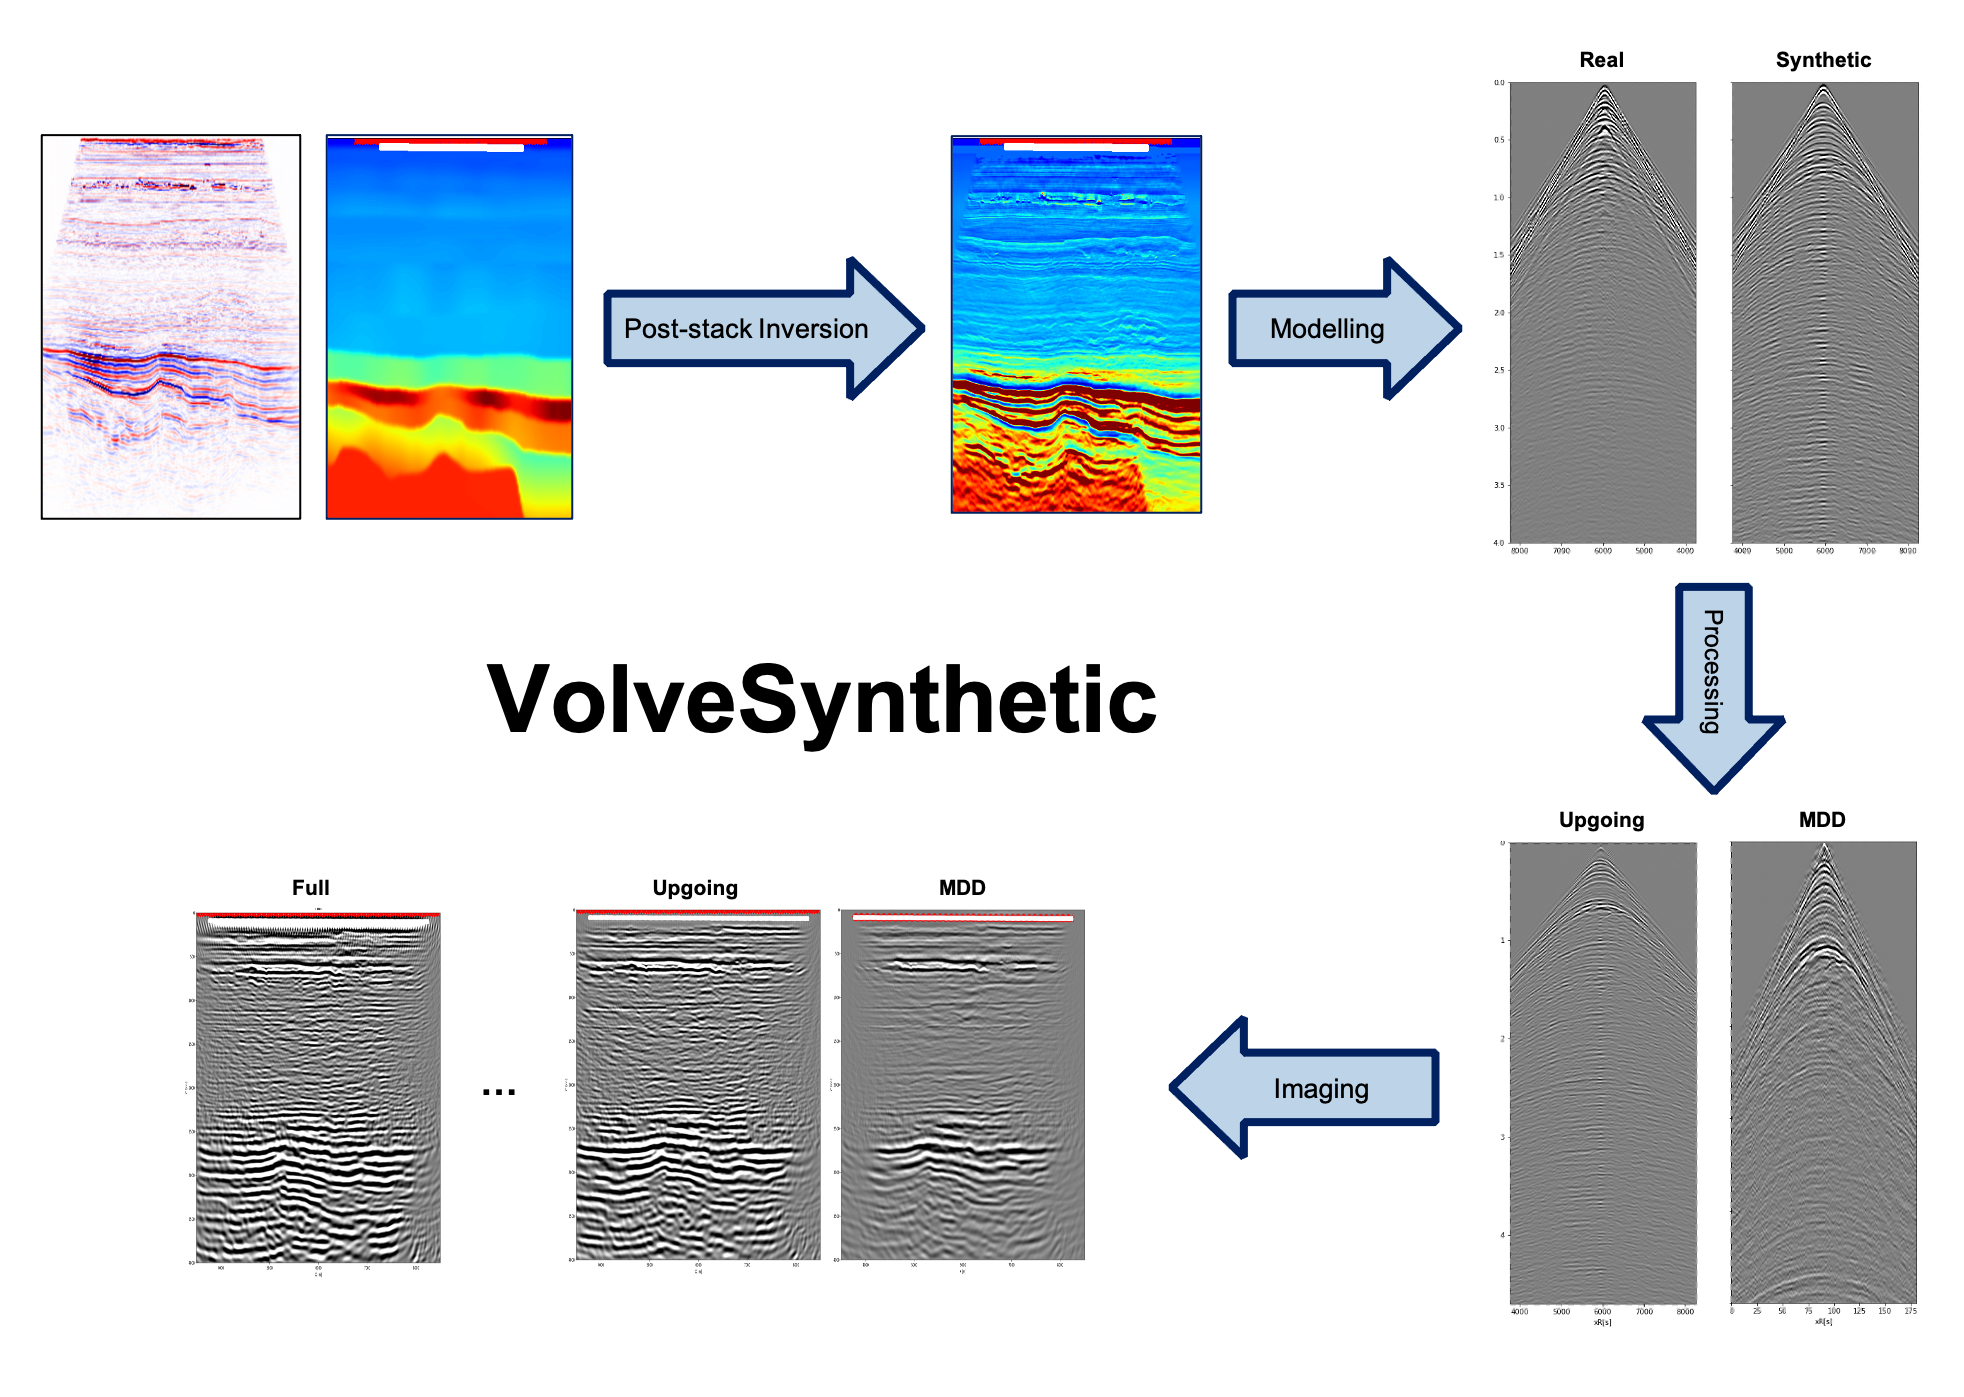 Real
Synthetic
0.0
0.5
1.0
1.5
2.0
2.5
3.0
3.5
4.0
8000 7000 6000 5000 4000
4000 5000 6000 7000 8000
Post-stack Inversion
Modelling
Processing
VolveSynthetic
Upgoing
MDD
0
1
2
3
4
4000 5000 6000 7000 8000
xR[s]
0 25 50 75 100 125 150 175
xR[s]
Imaging
Full
...
Upgoing
MDD